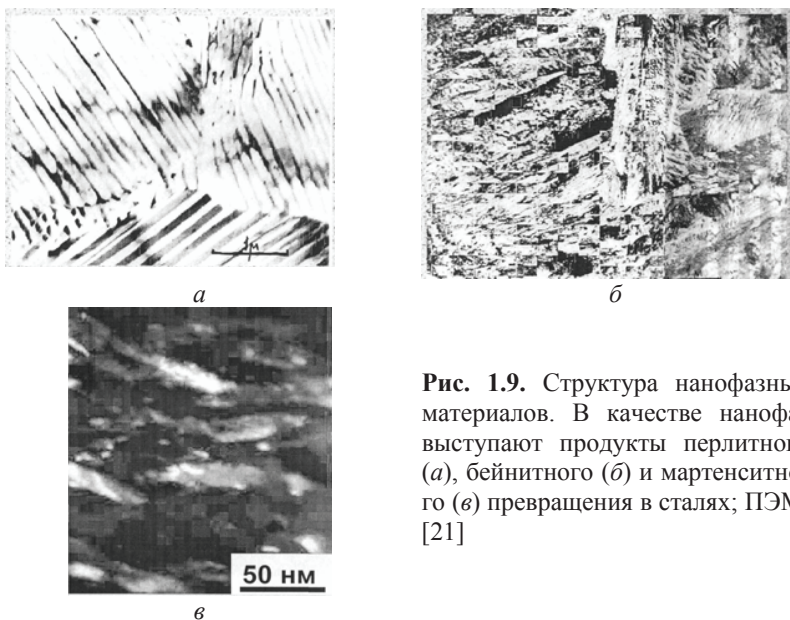 а
б
50 нм
в
Рис. 1.9. Структура нанофазны
материалов. В качестве нанофа
выступают продукты перлитног
(а), бейнитного (б) и мартенситно
го (в) превращения в сталях; ПЭМ
[21]